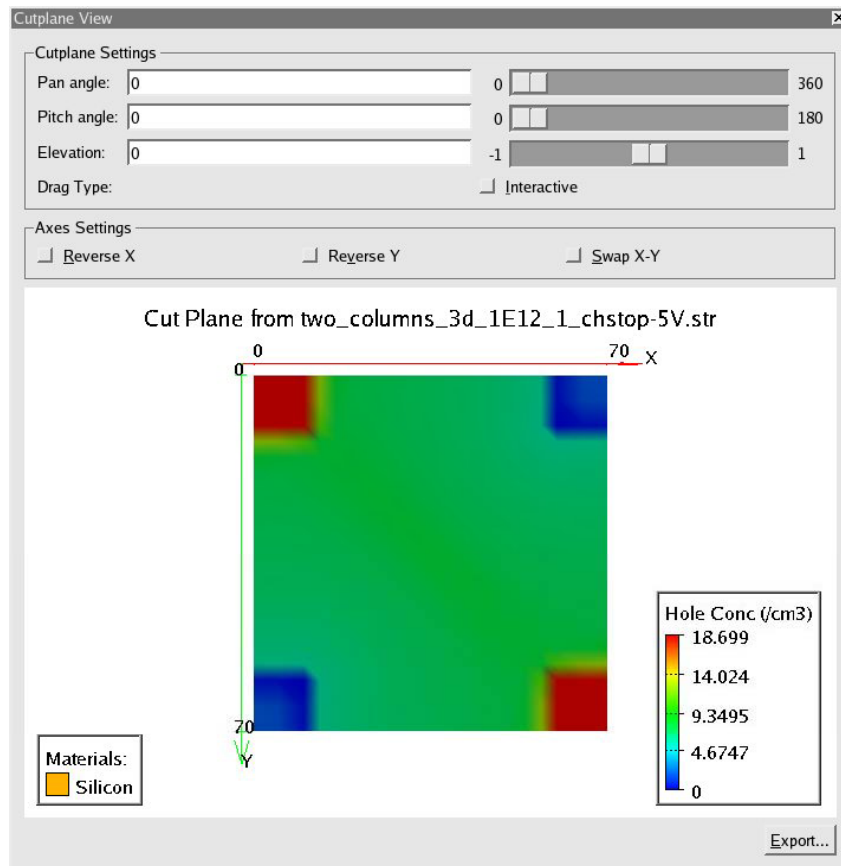 Cutplane View
Cutplane Settings
Pan angle: 0 0 360
Pitch angle: 0 0 180
Elevation: 0 -1 1
Drag Type: Interactive
Axes Settings
Reverse X Reverse Y Swap X-Y
Cut Plane from two_columns_3d_1E12_1_chstop-5V.str
0 70 X
0
70
Y
Hole Conc (/cm3)
18.699
14.024
9.3495
4.6747
0
Materials:
Silicon
Export...